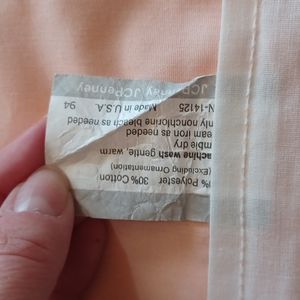 0% Polyester 30% Cotton
(Excluding Ornamentation)
achine wash gentle, warm
mble dry
eam iron as needed
nly nonchlorine bleach as needed
N-14125 Made in U.S.A. 94
JCPenney JCPenney